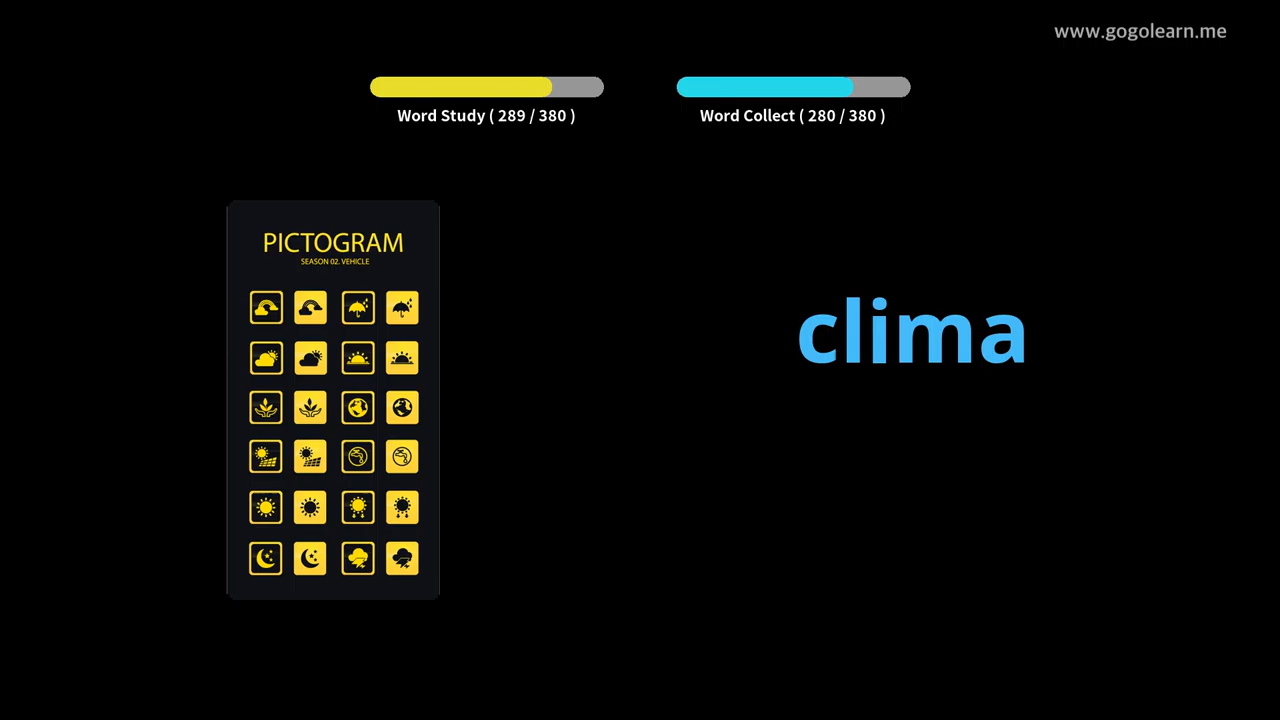 www.gogolearn.me
Word Study ( 289 / 380 )
Word Collect ( 280 / 380 )
PICTOGRAM
SEASON 02. VEHICLE
clima